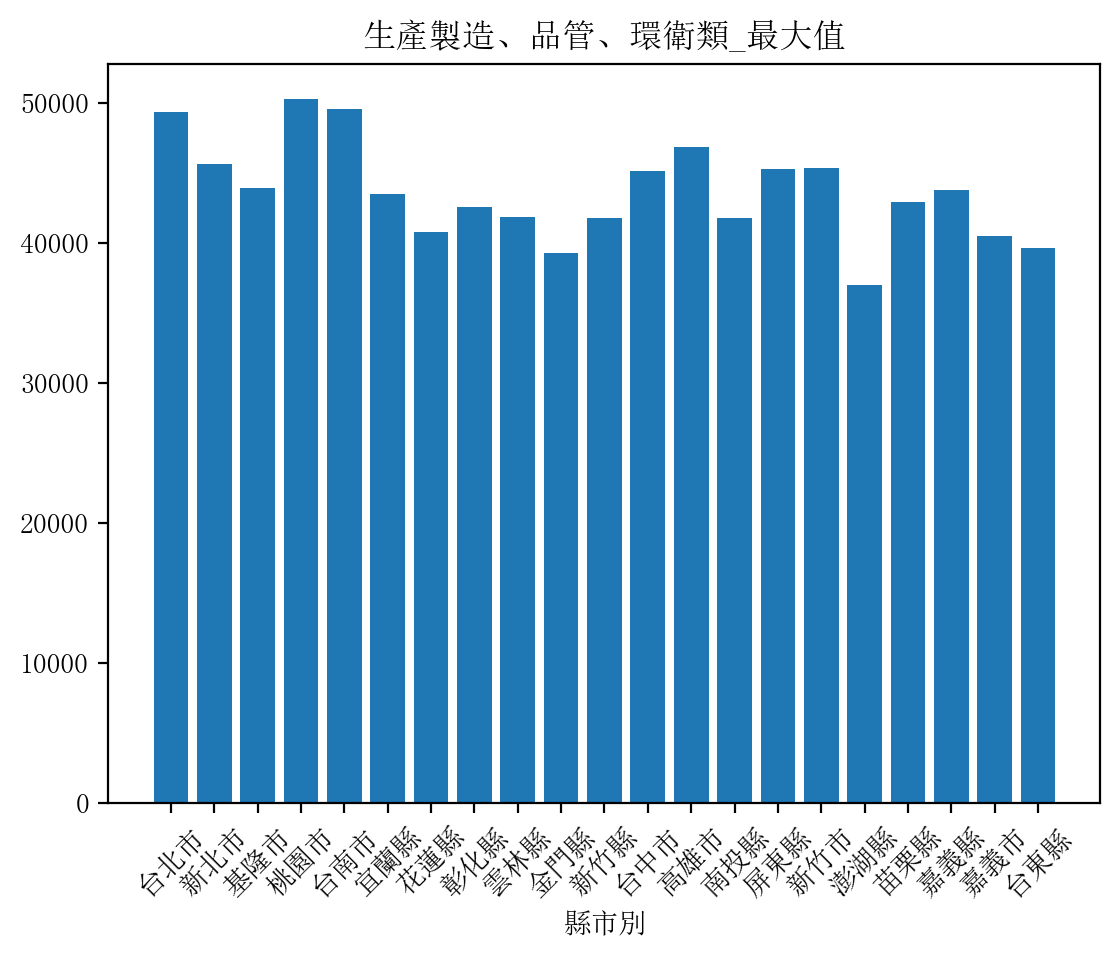 生產製造、品管、環衛類_最大值
50000
40000
30000
20000
10000
0
台北市
新北市
基隆市
桃園市
台南市
宜蘭縣
花蓮縣
彰化縣
雲林縣
金門縣
新竹縣
台中市
高雄市
南投縣
屏東縣
新竹市
澎湖縣
苗栗縣
嘉義縣
嘉義市
台東縣
縣市別